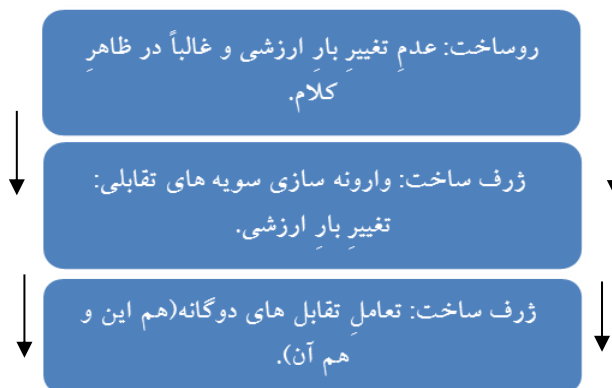 روساخت: عدمِ تغییرِ بارِ ارزشی و غالباً در ظاهرِ
کلام.
ژرف ساخت: وارونه سازی سویه های تقابلی:
تغییرِ بارِ ارزشی.
ژرف ساخت: تعاملِ تقابل های دوگانه(هم این و
هم آن).